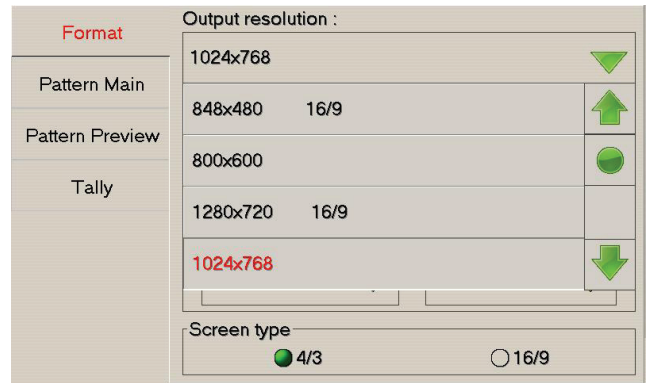 Format
Pattern Main
Pattern Preview
Tally
Output resolution :
1024x768
848x480 16/9
800x600
1280x720 16/9
1024x768
Screen type
4/3 16/9